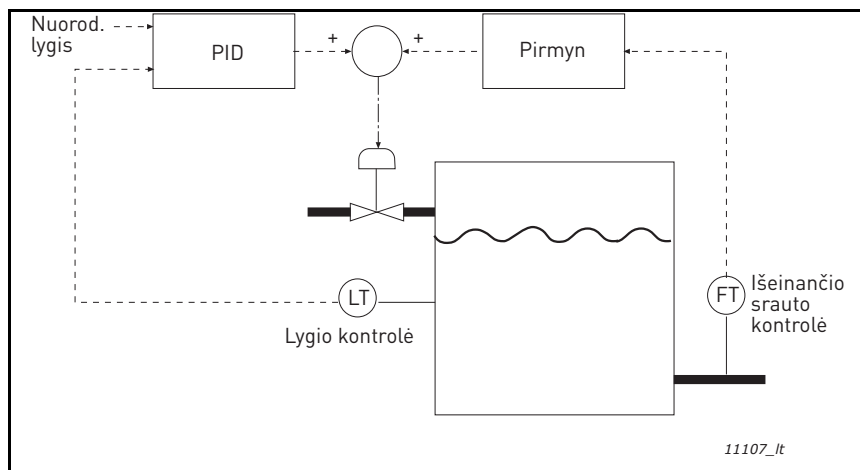 Nuorod.
lygis
PID
+
+
Pirmyn
LT
Lygio kontrolė
FT
Išeinančio
srauto
kontrolė
11107_lt